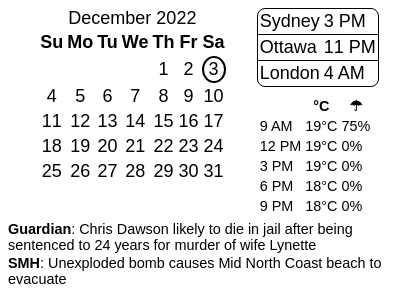 December 2022
Su Mo Tu We Th Fr Sa
1 2 3
4 5 6 7 8 9 10
11 12 13 14 15 16 17
18 19 20 21 22 23 24
25 26 27 28 29 30 31
Sydney 3 PM
Ottawa 11 PM
London 4 AM
°C ☂
9 AM 19°C 75%
12 PM 19°C 0%
3 PM 19°C 0%
6 PM 18°C 0%
9 PM 18°C 0%
Guardian: Chris Dawson likely to die in jail after being
sentenced to 24 years for murder of wife Lynette
SMH: Unexploded bomb causes Mid North Coast beach to
evacuate